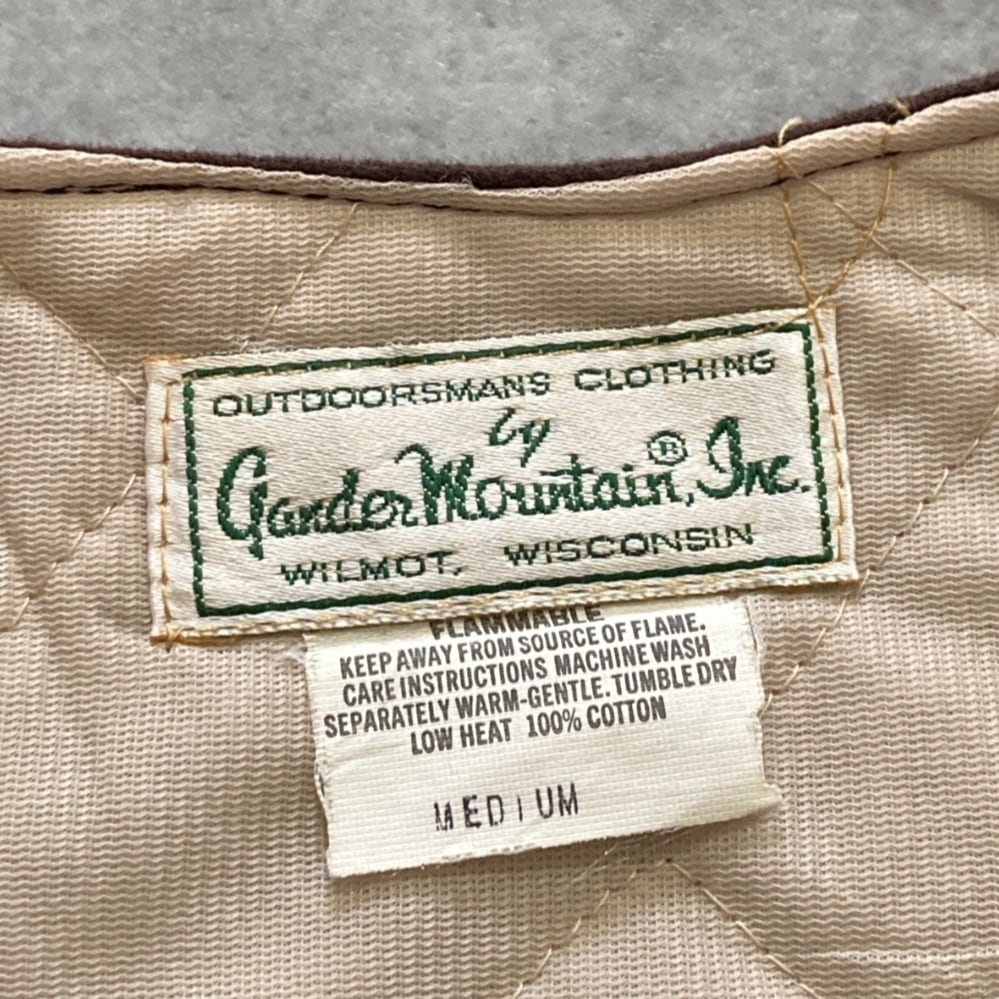 OUTDOORSMANS CLOTHING
by
Gander Mountain,® Inc.
WILMOT, WISCONSIN
FLAMMABLE
KEEP AWAY FROM SOURCE OF FLAME.
CARE INSTRUCTIONS MACHINE WASH
SEPARATELY WARM-GENTLE. TUMBLE DRY
LOW HEAT 100% COTTON
MEDIUM